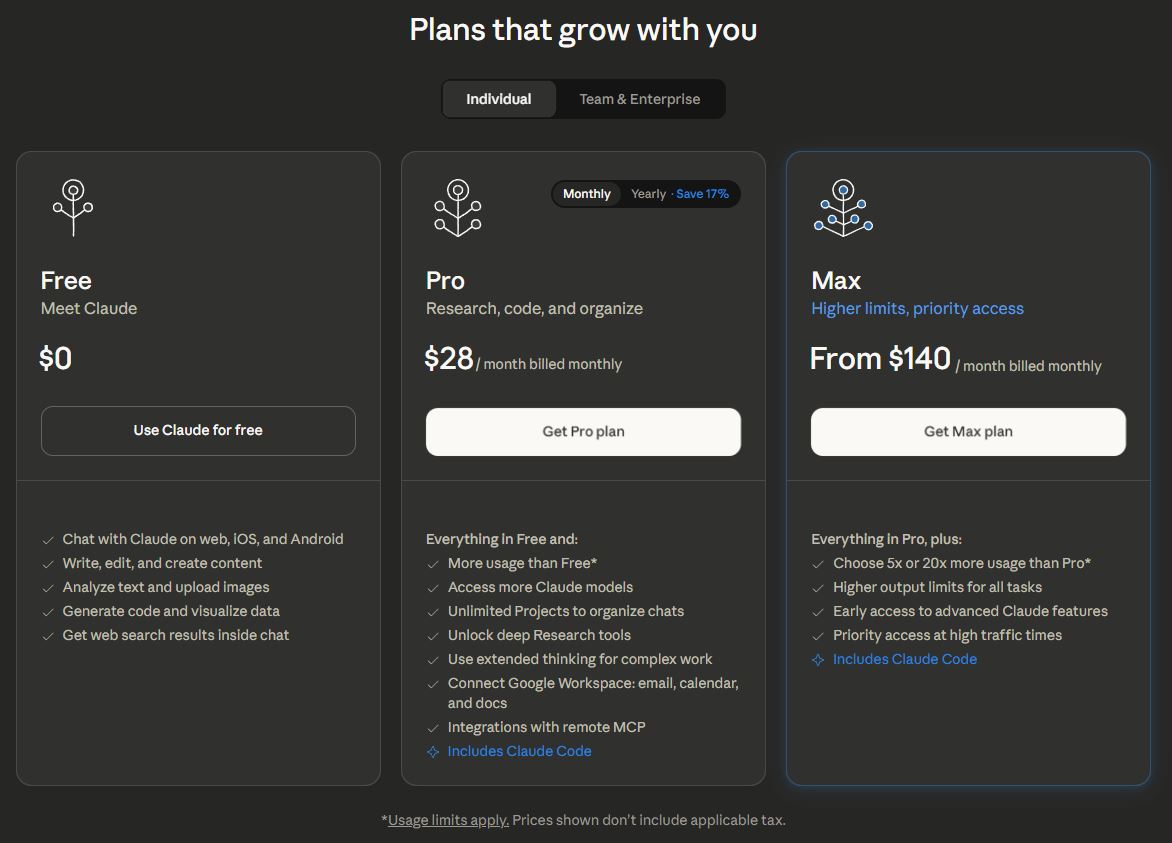 Plans that grow with you
Individual
Team & Enterprise
Free
Meet Claude
$0
Use Claude for free
Chat with Claude on web, iOS, and Android
Write, edit, and create content
Analyze text and upload images
Generate code and visualize data
Get web search results inside chat
Monthly
Yearly · Save 17%
Pro
Research, code, and organize
$28 / month billed monthly
Get Pro plan
Everything in Free and:
More usage than Free*
Access more Claude models
Unlimited Projects to organize chats
Unlock deep Research tools
Use extended thinking for complex work
Connect Google Workspace: email, calendar,
and docs
Integrations with remote MCP
Includes Claude Code
Max
Higher limits, priority access
From $140 / month billed monthly
Get Max plan
Everything in Pro, plus:
Choose 5x or 20x more usage than Pro*
Higher output limits for all tasks
Early access to advanced Claude features
Priority access at high traffic times
Includes Claude Code
*Usage limits apply. Prices shown don't include applicable tax.